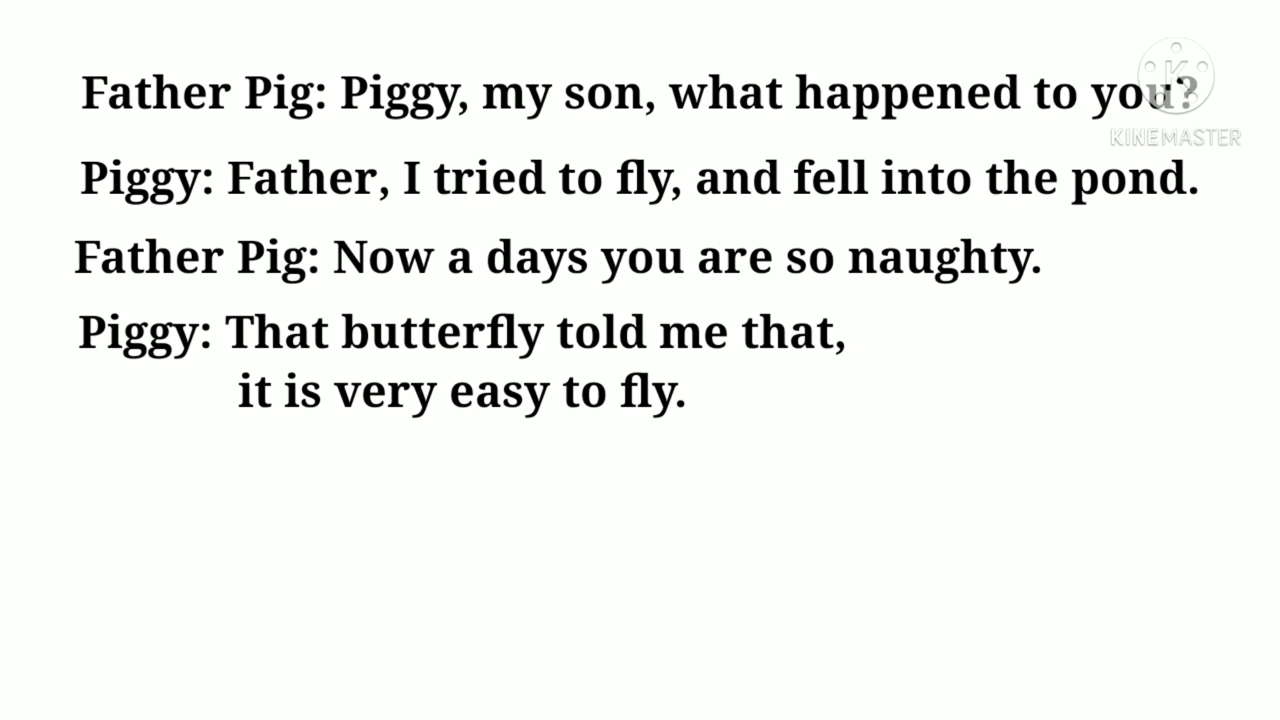 Father Pig: Piggy, my son, what happened to you?
KINEMASTER
Piggy: Father, I tried to fly, and fell into the pond.
Father Pig: Now a days you are so naughty.
Piggy: That butterfly told me that,
it is very easy to fly.